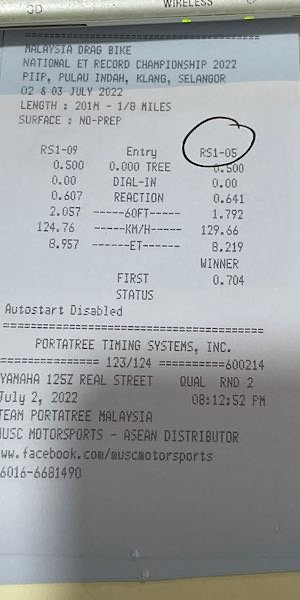 WIRELESS
MALAYSIA DRAG BIKE
NATIONAL ET RECORD CHAMPIONSHIP 2022
PIIP, PULAU INDAH, KLANG, SELANGOR
02 & 03 JULY 2022
LENGTH : 201M - 1/8 MILES
SURFACE : NO-PREP
RS1-09 Entry RS1-05
0.500 0.000 TREE 0.500
0.00 DIAL-IN 0.00
0.607 REACTION 0.641
2.057 -----60FT----- 1.792
124.76 -----KM/H----- 129.66
8.957 ------ET------ 8.219
WINNER
FIRST 0.704
STATUS
Autostart Disabled
PORTATREE TIMING SYSTEMS, INC.
=============== 123/124 ==========600214
YAMAHA 125Z REAL STREET QUAL RND 2
July 2, 2022 08:12:52 PM
TEAM PORTATREE MALAYSIA
MUSC MOTORSPORTS - ASEAN DISTRIBUTOR
ww.facebook.com/muscmotorsports
6016-6681490